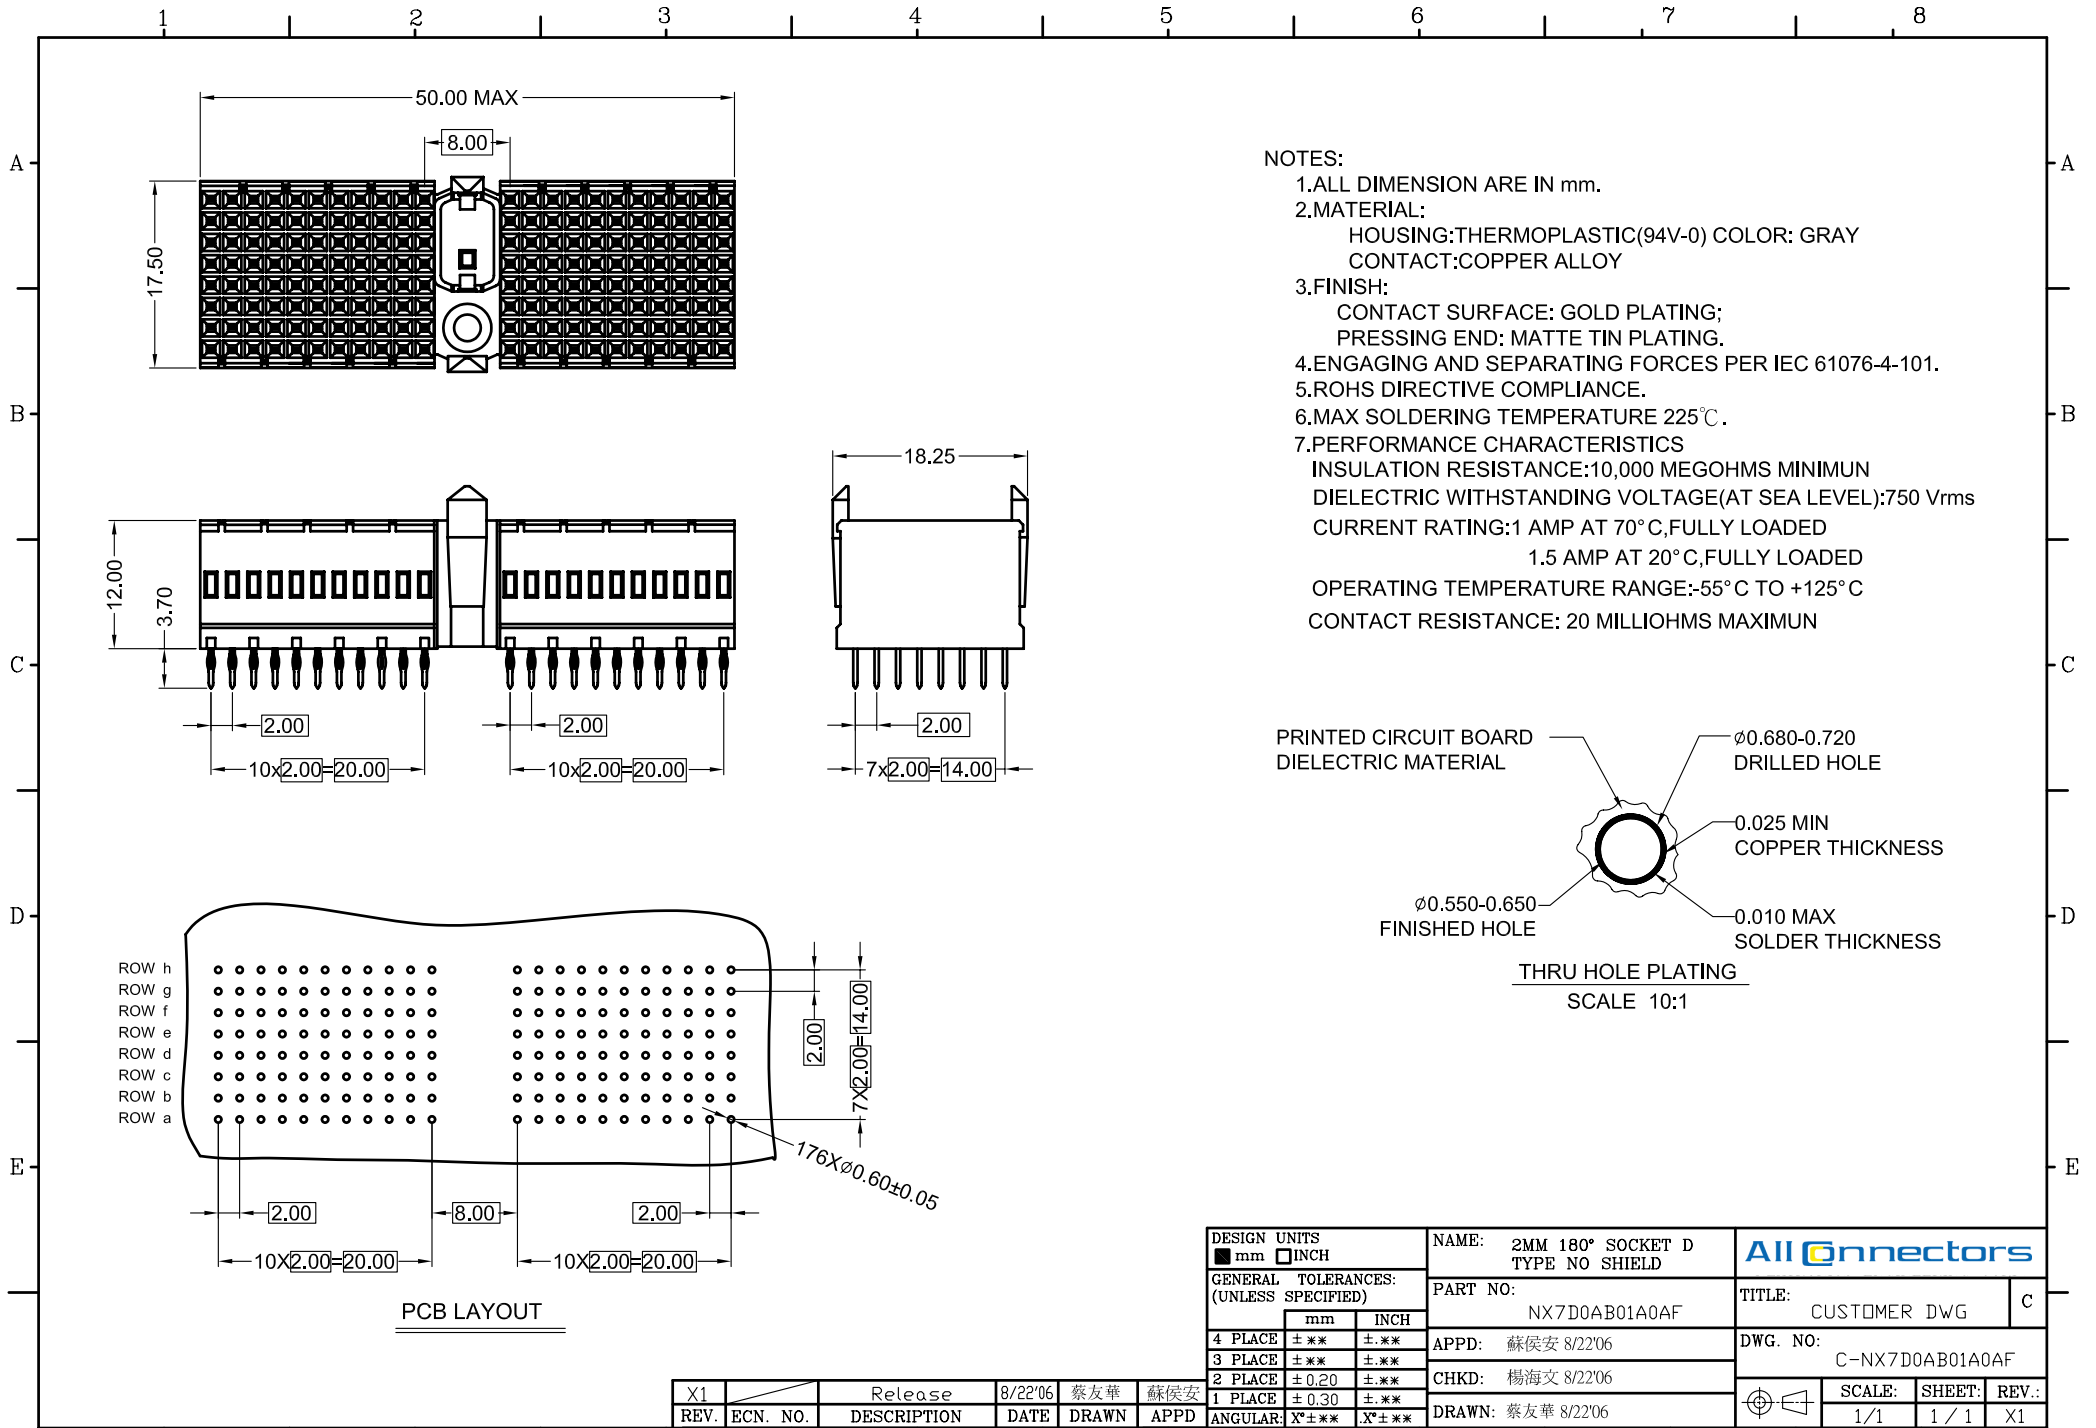 1 2 3 4 5 6 7 8
A
B
C
D
E
A
B
C
D
E
50.00 MAX
8.00
17.50
12.00
3.70
2.00
2.00
10x2.00=20.00
10x2.00=20.00
18.25
2.00
7x2.00=14.00
NOTES:
1.ALL DIMENSION ARE IN mm.
2.MATERIAL:
HOUSING:THERMOPLASTIC(94V-0) COLOR: GRAY
CONTACT:COPPER ALLOY
3.FINISH:
CONTACT SURFACE: GOLD PLATING;
PRESSING END: MATTE TIN PLATING.
4.ENGAGING AND SEPARATING FORCES PER IEC 61076-4-101.
5.ROHS DIRECTIVE COMPLIANCE.
6.MAX SOLDERING TEMPERATURE 225℃.
7.PERFORMANCE CHARACTERISTICS
INSULATION RESISTANCE:10,000 MEGOHMS MINIMUN
DIELECTRIC WITHSTANDING VOLTAGE(AT SEA LEVEL):750 Vrms
CURRENT RATING:1 AMP AT 70°C,FULLY LOADED
1.5 AMP AT 20°C,FULLY LOADED
OPERATING TEMPERATURE RANGE:-55°C TO +125°C
CONTACT RESISTANCE: 20 MILLIOHMS MAXIMUN
PRINTED CIRCUIT BOARD
DIELECTRIC MATERIAL
ø0.680-0.720
DRILLED HOLE
0.025 MIN
COPPER THICKNESS
ø0.550-0.650
FINISHED HOLE
0.010 MAX
SOLDER THICKNESS
THRU HOLE PLATING
SCALE 10:1
ROW h
ROW g
ROW f
ROW e
ROW d
ROW c
ROW b
ROW a
2.00
7X2.00=14.00
176Xø0.60±0.05
2.00
8.00
2.00
10X2.00=20.00
10X2.00=20.00
PCB LAYOUT
X1 Release 8/22'06 蔡友華 蘇侯安
REV. ECN. NO. DESCRIPTION DATE DRAWN APPD
DESIGN UNITS
mm INCH
GENERAL TOLERANCES:
(UNLESS SPECIFIED)
mm INCH
4 PLACE ±** ±.**
3 PLACE ±** ±.**
2 PLACE ±0.20 ±.**
1 PLACE ±0.30 ±.**
ANGULAR: X°±** .X°±**
NAME: 2MM 180° SOCKET D
TYPE NO SHIELD
PART NO:
NX7D0AB01A0AF
APPD: 蘇侯安 8/22'06
CHKD: 楊海文 8/22'06
DRAWN: 蔡友華 8/22'06
All Connectors
TITLE:
CUSTOMER DWG
C
DWG. NO:
C-NX7D0AB01A0AF
SCALE: SHEET: REV.:
1/1 1 / 1 X1